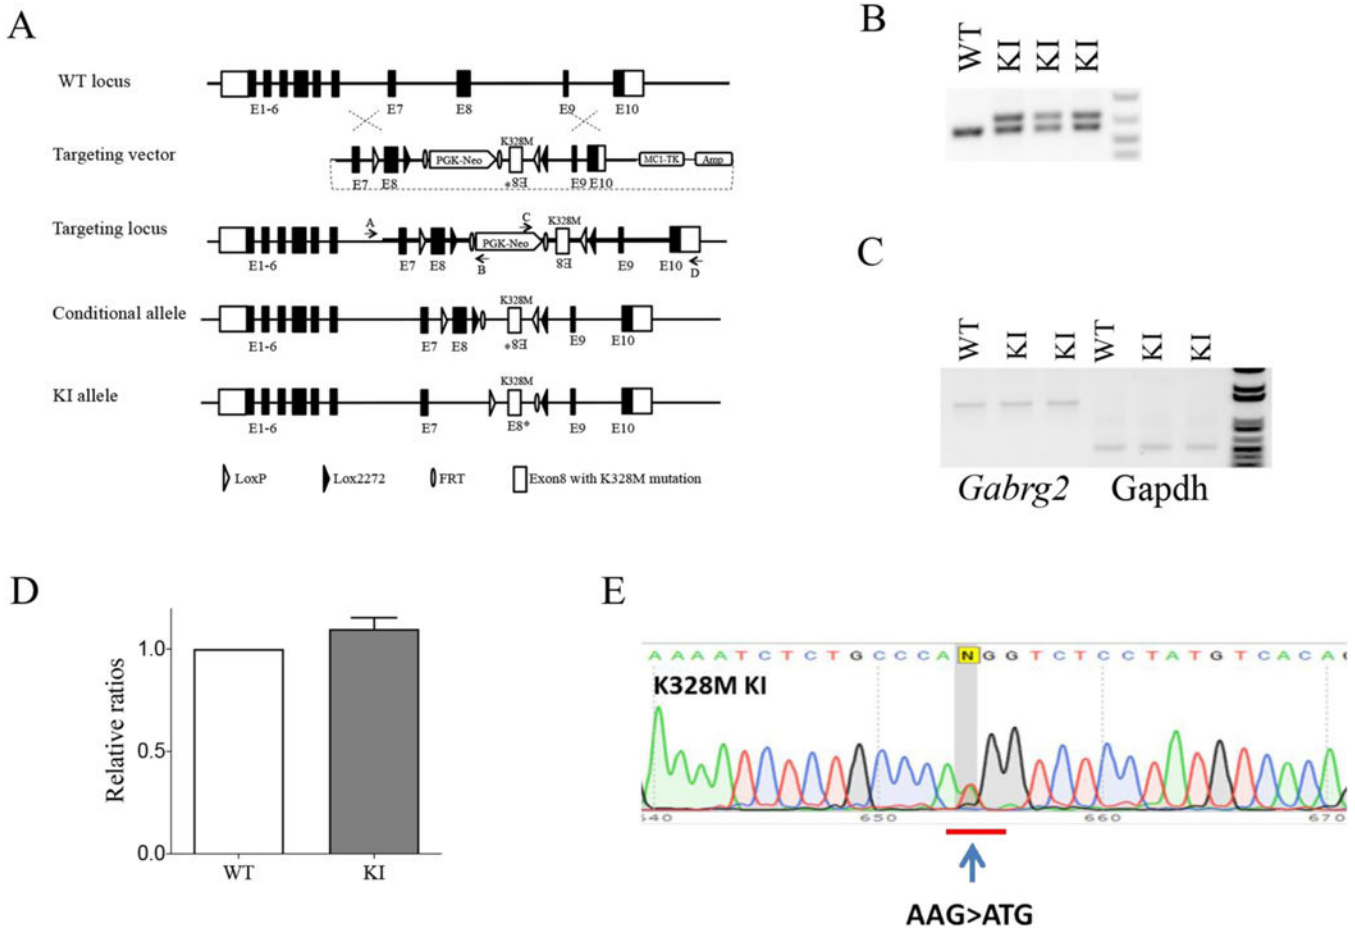 A
WT locus
E1-6 E7 E8 E9 E10
K328M
Targeting vector
PGK-Neo MC1-TK Amp
E7 E8 *E8 E9 E10
Targeting locus
A C K328M
PGK-Neo
E1-6 E7 E8 B E8 E9 E10 D
Conditional allele
K328M
E1-6 E7 E8 *E8 E9 E10
KI allele
K328M
E1-6 E7 E8* E9 E10
LoxP Lox2272 FRT Exon8 with K328M mutation
B
WT KI KI KI
C
WT KI KI WT KI KI
Gabrg2 Gapdh
D
Relative ratios
1.0
0.5
0.0
WT KI
E
A A A A T C T C T G C C C A N G G T C T C C T A T G T C A C A
K328M KI
640 650 660 670
AAG>ATG